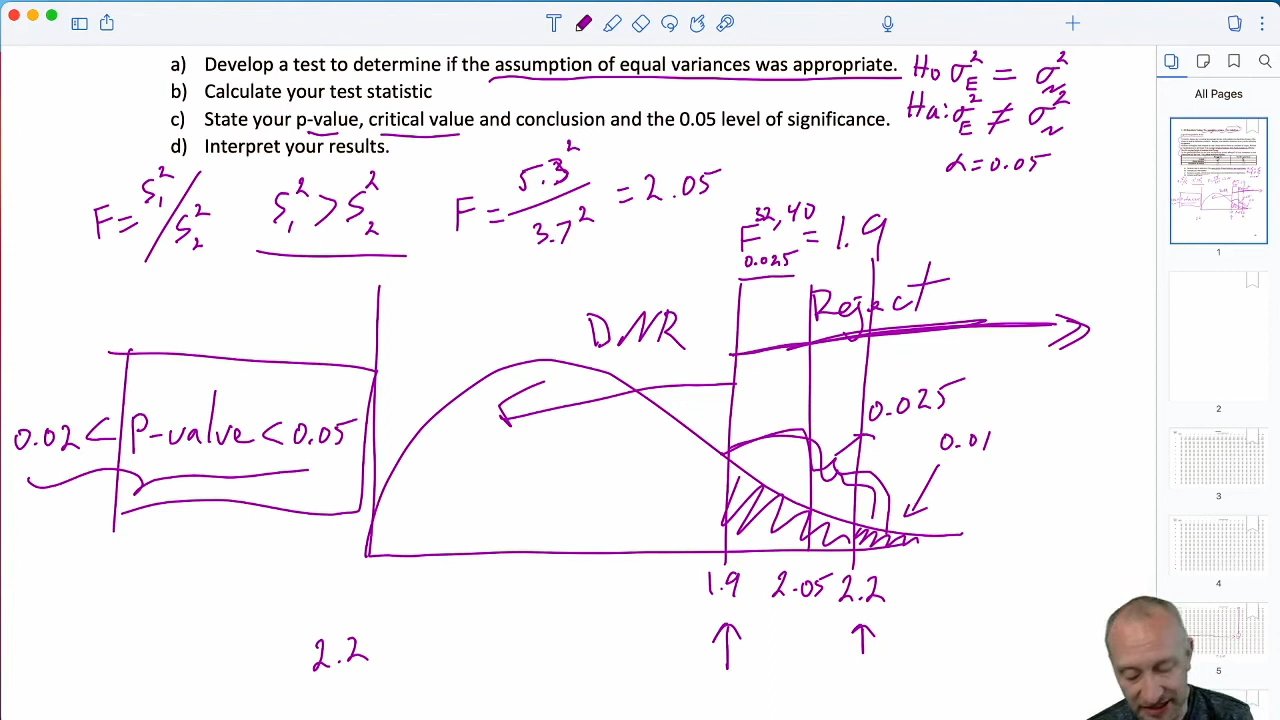 a) Develop a test to determine if the assumption of equal variances was appropriate.
b) Calculate your test statistic
c) State your p-value, critical value and conclusion and the 0.05 level of significance.
d) Interpret your results.
Ho σ²E = σ²N
Ha: σ²E ≠ σ²N
α = 0.05
F = S₁²/S₂²
S₁² > S₂²
F = 5.3²/3.7² = 2.05
F 32, 40 0.025 = 1.9
DNR
Reject
0.02 < p-value < 0.05
0.025
0.01
1.9 2.05 2.2
2.2
T
All Pages
1
2
3
4
5